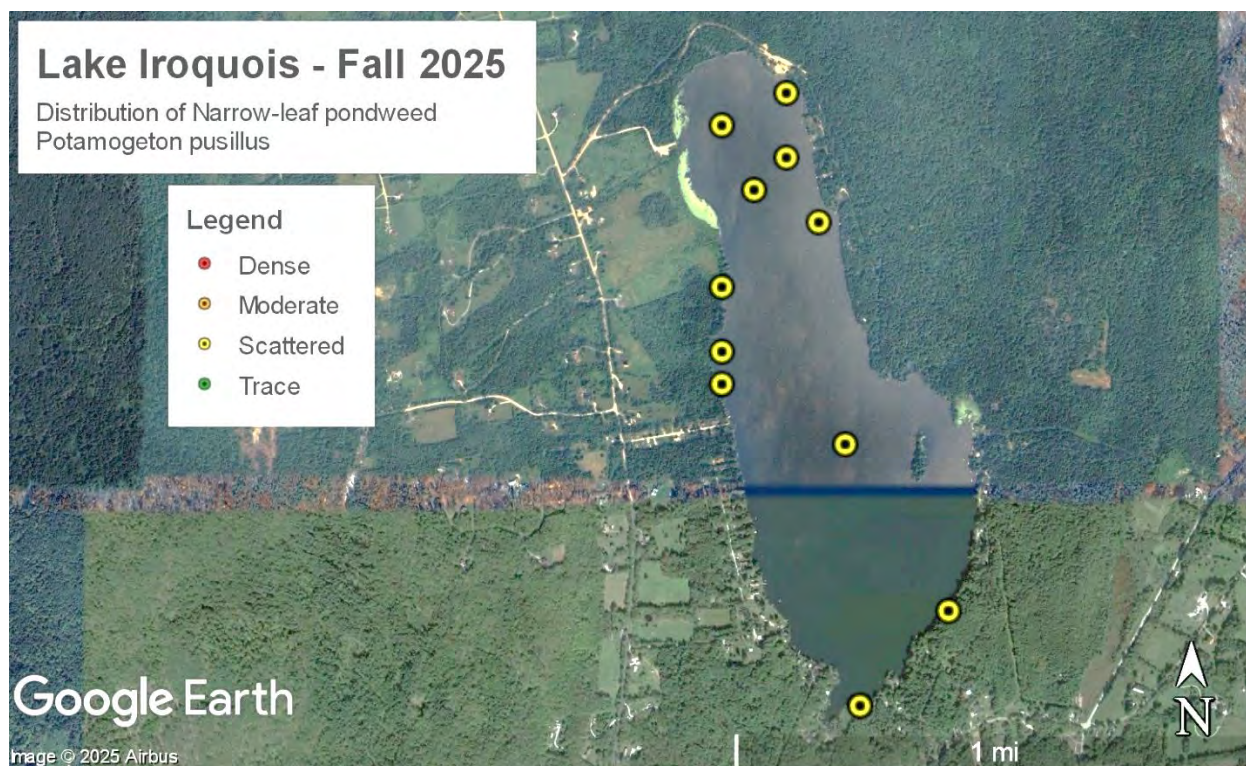 Lake Iroquois - Fall 2025
Distribution of Narrow-leaf pondweed
Potamogeton pusillus
Legend
Dense
Moderate
Scattered
Trace
Google Earth
Image © 2025 Airbus
1 mi
N